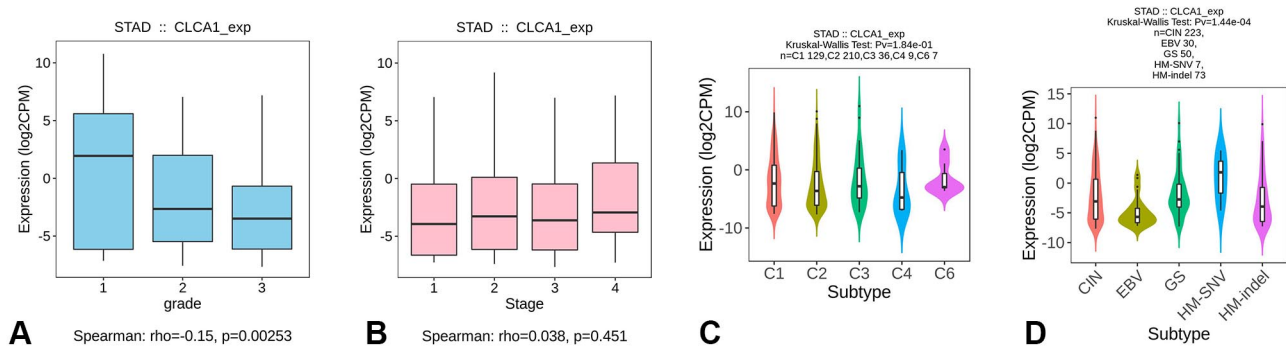 STAD :: CLCA1_exp
Expression (log2CPM)
10
5
0
-5
1 2 3
grade
A
Spearman: rho=-0.15, p=0.00253
STAD :: CLCA1_exp
Expression (log2CPM)
10
5
0
-5
1 2 3 4
Stage
B
Spearman: rho=0.038, p=0.451
STAD :: CLCA1_exp
Kruskal-Wallis Test: Pv=1.84e-01
n=C1 129,C2 210,C3 36,C4 9,C6 7
Expression (log2CPM)
10
0
-10
C1 C2 C3 C4 C6
Subtype
C
STAD :: CLCA1_exp
Kruskal-Wallis Test: Pv=1.44e-04
n=CIN 223,
EBV 30,
GS 50,
HM-SNV 7,
HM-indel 73
Expression (log2CPM)
15
10
5
0
-5
-10
CIN EBV GS HM-SNV HM-indel
Subtype
D